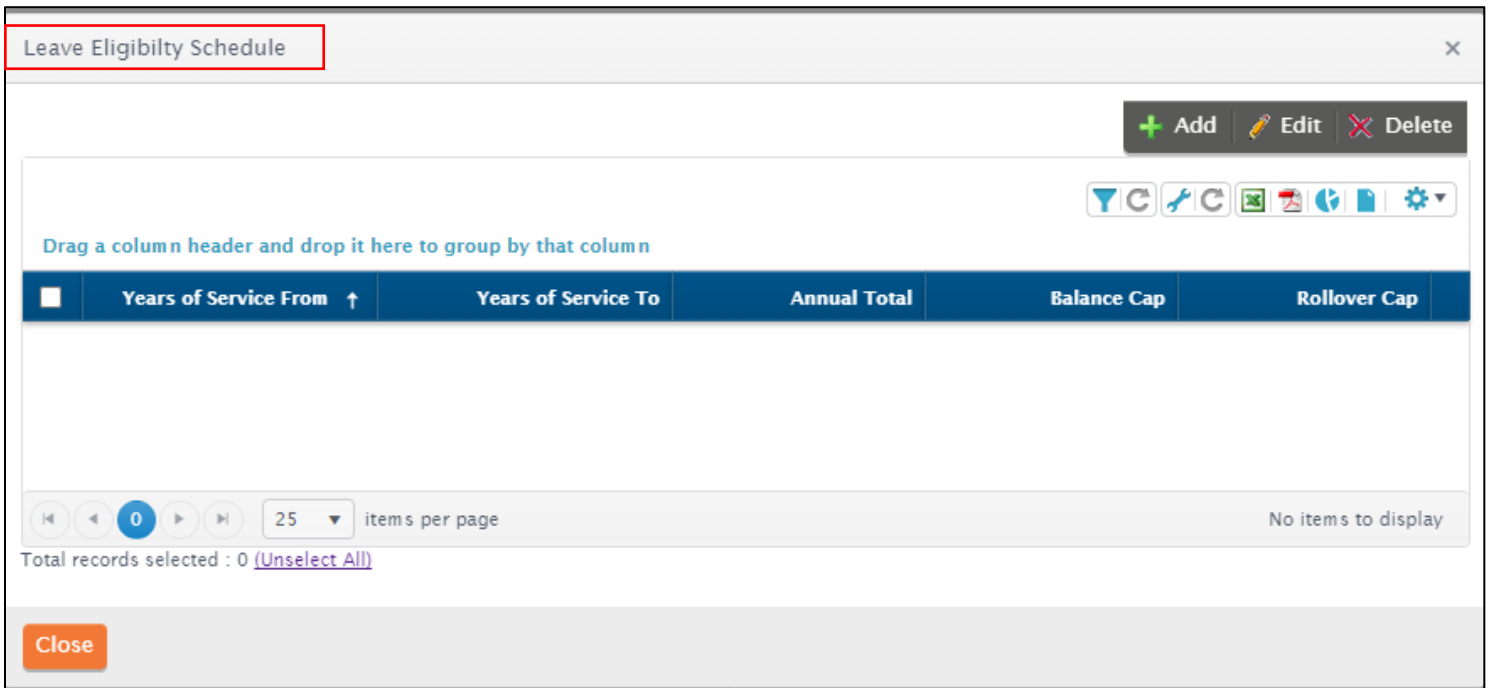 Leave Eligibilty Schedule
Add Edit Delete
Drag a column header and drop it here to group by that column
Years of Service From ↑ Years of Service To Annual Total Balance Cap Rollover Cap
0 25 items per page No items to display
Total records selected : 0 (Unselect All)
Close